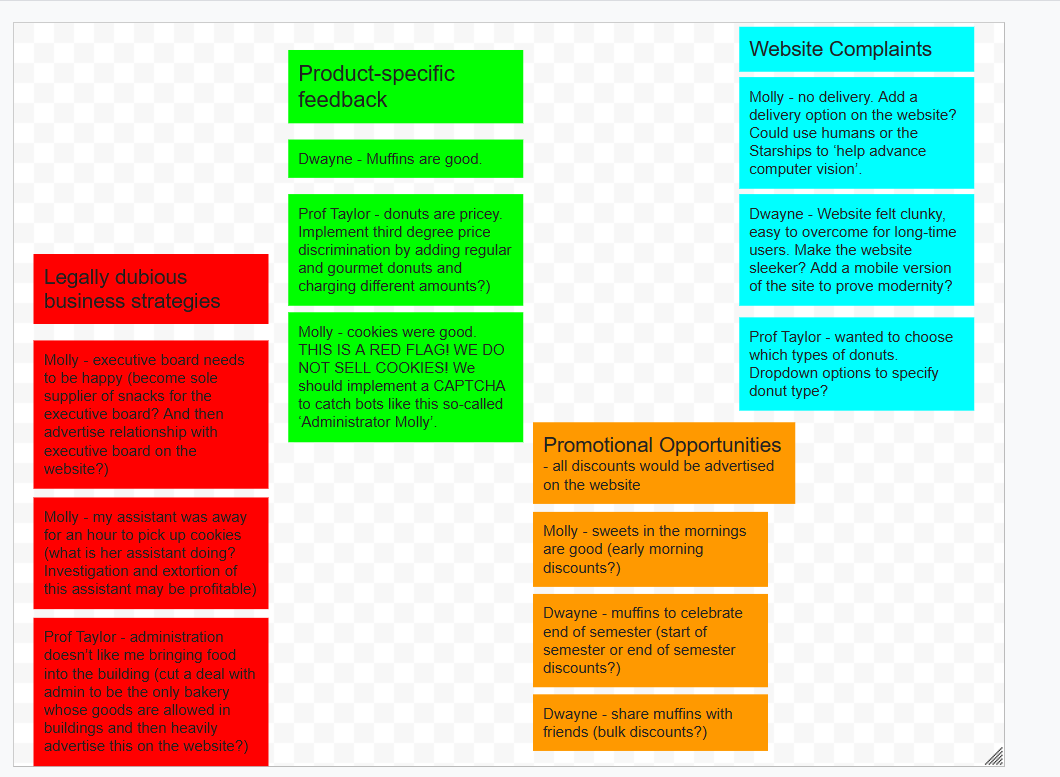 Legally dubious
business strategies
Molly - executive board needs
to be happy (become sole
supplier of snacks for the
executive board? And then
advertise relationship with
executive board on the
website?)
Molly - my assistant was away
for an hour to pick up cookies
(what is her assistant doing?
Investigation and extortion of
this assistant may be profitable)
Prof Taylor - administration
doesn't like me bringing food
into the building (cut a deal with
admin to be the only bakery
whose goods are allowed in
buildings and then heavily
advertise this on the website?)
Product-specific
feedback
Dwayne - Muffins are good.
Prof Taylor - donuts are pricey.
Implement third degree price
discrimination by adding regular
and gourmet donuts and
charging different amounts?)
Molly - cookies were good.
THIS IS A RED FLAG! WE DO
NOT SELL COOKIES! We
should implement a CAPTCHA
to catch bots like this so-called
‘Administrator Molly’.
Promotional Opportunities
- all discounts would be advertised
on the website
Molly - sweets in the mornings
are good (early morning
discounts?)
Dwayne - muffins to celebrate
end of semester (start of
semester or end of semester
discounts?)
Dwayne - share muffins with
friends (bulk discounts?)
Website Complaints
Molly - no delivery. Add a
delivery option on the website?
Could use humans or the
Starships to ‘help advance
computer vision’.
Dwayne - Website felt clunky,
easy to overcome for long-time
users. Make the website
sleeker? Add a mobile version
of the site to prove modernity?
Prof Taylor - wanted to choose
which types of donuts.
Dropdown options to specify
donut type?